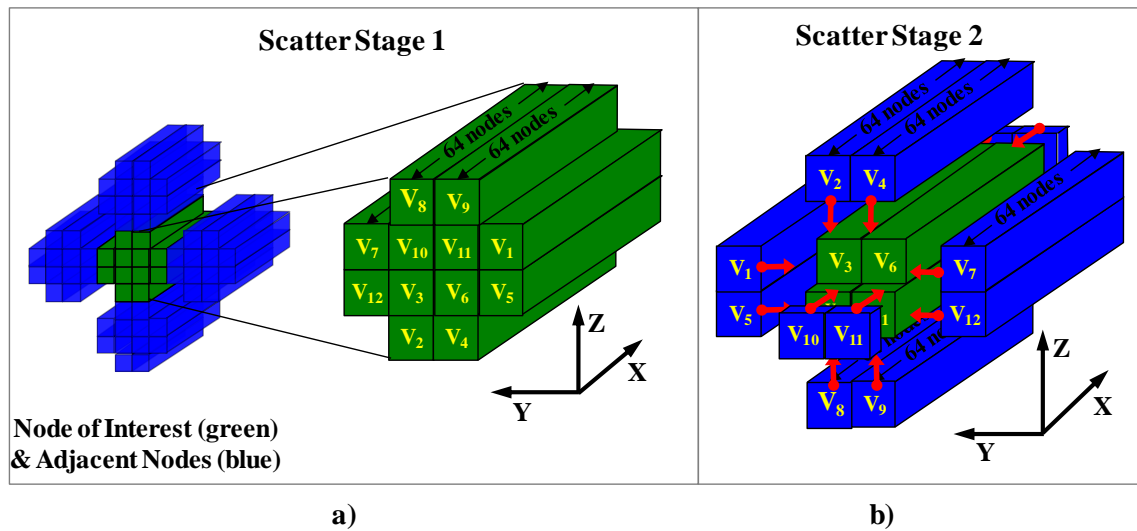 Scatter Stage 1
64 nodes
64 nodes
V8 V9
V7 V10 V11 V1
V12 V3 V6 V5
V2 V4
Z
X
Y
Node of Interest (green)
& Adjacent Nodes (blue)
a)
Scatter Stage 2
64 nodes
64 nodes
64 nodes
V2 V4
V1 V3 V6 V7
V5 V10 V11 V12
V8 V9
Z
X
Y
b)